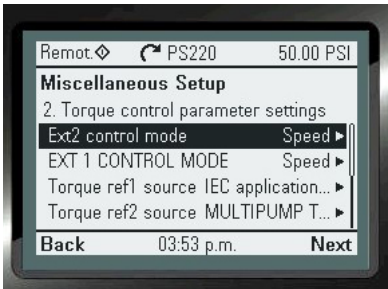 Remot. PS220 50.00 PSI
Miscellaneous Setup
2. Torque control parameter settings
Ext2 control mode Speed
EXT 1 CONTROL MODE Speed
Torque ref1 source IEC application...
Torque ref2 source MULTIPUMP T...
Back 03:53 p.m. Next